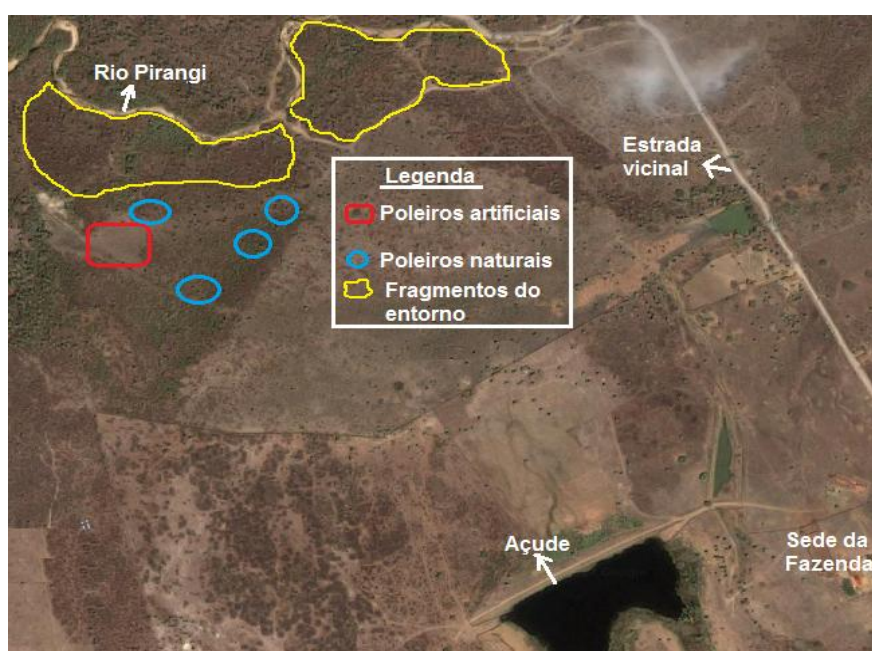 Rio Pirangi
Estrada
vicinal
Legenda
Poleiros artificiais
Poleiros naturais
Fragmentos do
entorno
Açude
Sede da
Fazenda